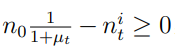 $n_0 \frac{1}{1+\mu_t} - n_t^i \geq 0$